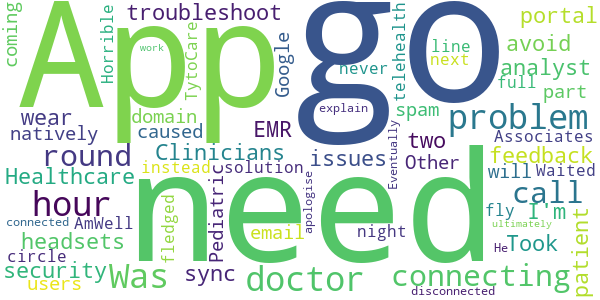 coming Horrible troubleshoot TytoCare Google App go telehealth portal
work never line next avoid analyst
wear domain explain spam full part
natively caused EMR two problem
round Clinicians issues Other Associates feedback
Healthcare instead solution Eventually will Waited
hour Pediatric apologise call
connected AmWell email night fly I'm patient
headsets fledged need He Took ultimately
circle security Was sync doctor connecting
users disconnected